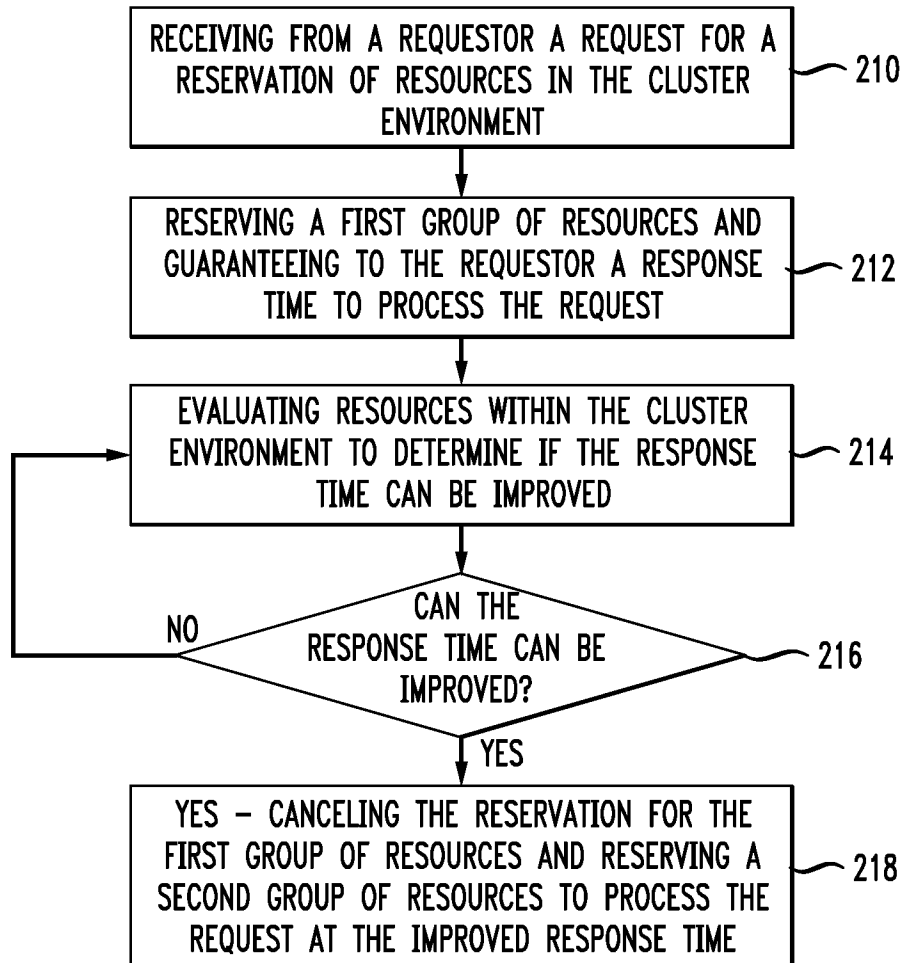 RECEIVING FROM A REQUESTOR A REQUEST FOR A
RESERVATION OF RESOURCES IN THE CLUSTER
ENVIRONMENT
210
RESERVING A FIRST GROUP OF RESOURCES AND
GUARANTEEING TO THE REQUESTOR A RESPONSE
TIME TO PROCESS THE REQUEST
212
EVALUATING RESOURCES WITHIN THE CLUSTER
ENVIRONMENT TO DETERMINE IF THE RESPONSE
TIME CAN BE IMPROVED
214
NO
CAN THE
RESPONSE TIME CAN BE
IMPROVED?
216
YES
YES – CANCELING THE RESERVATION FOR THE
FIRST GROUP OF RESOURCES AND RESERVING A
SECOND GROUP OF RESOURCES TO PROCESS THE
REQUEST AT THE IMPROVED RESPONSE TIME
218